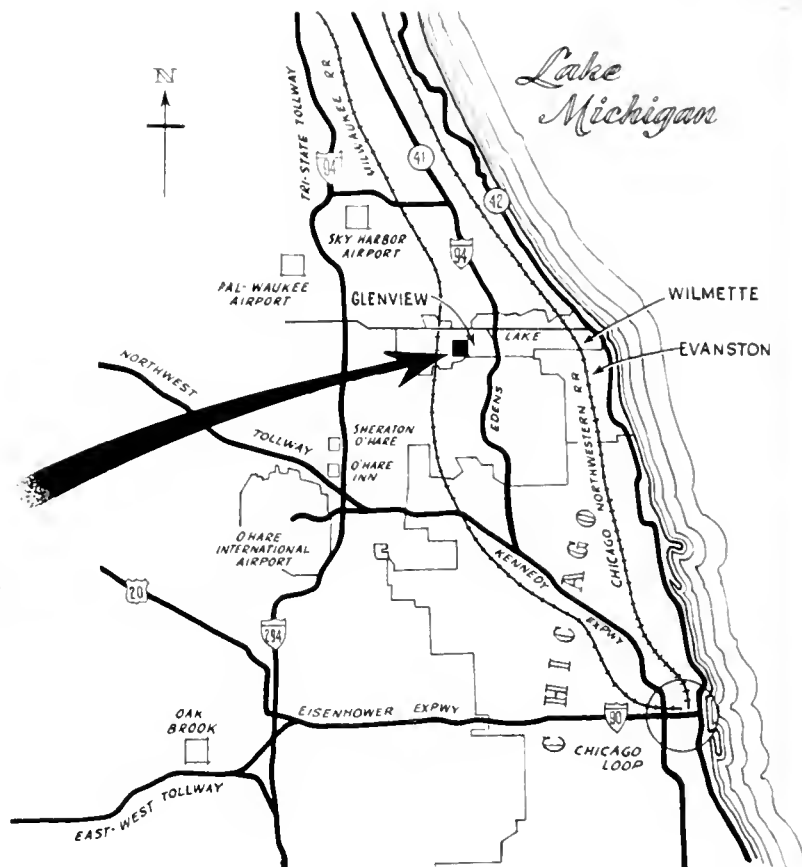 Lake
Michigan
N
TRI-STATE TOLLWAY
MILWAUKEE RR
94
41
42
SKY HARBOR
AIRPORT
94
PAL-WAUKEE
AIRPORT
GLENVIEW
WILMETTE
LAKE
EVANSTON
NORTHWEST
TOLLWAY
EDENS
SHERATON
O'HARE
O'HARE
INN
CHICAGO NORTHWESTERN RR
O'HARE
INTERNATIONAL
AIRPORT
KENNEDY
EXPWY
CHICAGO
20
294
OAK
BROOK
EISENHOWER EXPWY
90
CHICAGO
LOOP
EAST-WEST TOLLWAY